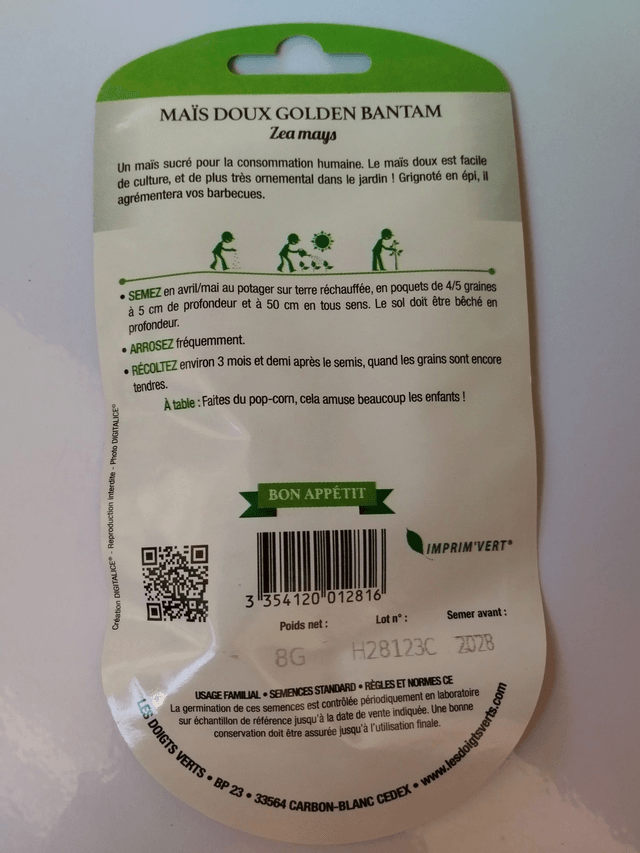 MAÏS DOUX GOLDEN BANTAM
Zea mays
Un maïs sucré pour la consommation humaine. Le maïs doux est facile
de culture, et de plus très ornemental dans le jardin ! Grignoté en épi, il
agrémentera vos barbecues.
• SEMEZ en avril/mai au potager sur terre réchauffée, en poquets de 4/5 graines
à 5 cm de profondeur et à 50 cm en tous sens. Le sol doit être bêché en
profondeur.
• ARROSEZ fréquemment.
• RÉCOLTEZ environ 3 mois et demi après le semis, quand les grains sont encore
tendres.
À table : Faites du pop-corn, cela amuse beaucoup les enfants !
Création DIGITALICE® - Reproduction interdite - Photo DIGITALICE®
BON APPÉTIT
IMPRIM'VERT®
3 354120 012816
Poids net :
Lot n° :
Semer avant :
8G
H28123C
2028
USAGE FAMILIAL • SEMENCES STANDARD • RÈGLES ET NORMES CE
La germination de ces semences est contrôlée périodiquement en laboratoire
sur échantillon de référence jusqu'à la date de vente indiquée. Une bonne
conservation doit être assurée jusqu'à l'utilisation finale.
LES DOIGTS VERTS • BP 23 • 33564 CARBON-BLANC CEDEX • www.lesdoigtsverts.com